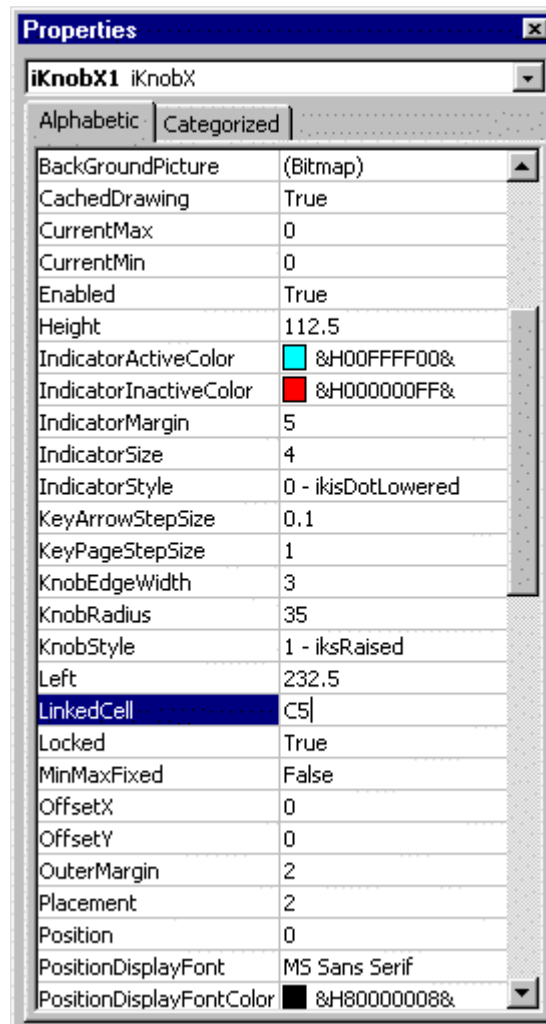 Properties
iKnobX1 iKnobX
Alphabetic Categorized
BackGroundPicture (Bitmap)
CachedDrawing True
CurrentMax 0
CurrentMin 0
Enabled True
Height 112.5
IndicatorActiveColor &H00FFFF00&
IndicatorInactiveColor &H000000FF&
IndicatorMargin 5
IndicatorSize 4
IndicatorStyle 0 - ikisDotLowered
KeyArrowStepSize 0.1
KeyPageStepSize 1
KnobEdgeWidth 3
KnobRadius 35
KnobStyle 1 - iksRaised
Left 232.5
LinkedCell C5
Locked True
MinMaxFixed False
OffsetX 0
OffsetY 0
OuterMargin 2
Placement 2
Position 0
PositionDisplayFont MS Sans Serif
PositionDisplayFontColor &H80000008&